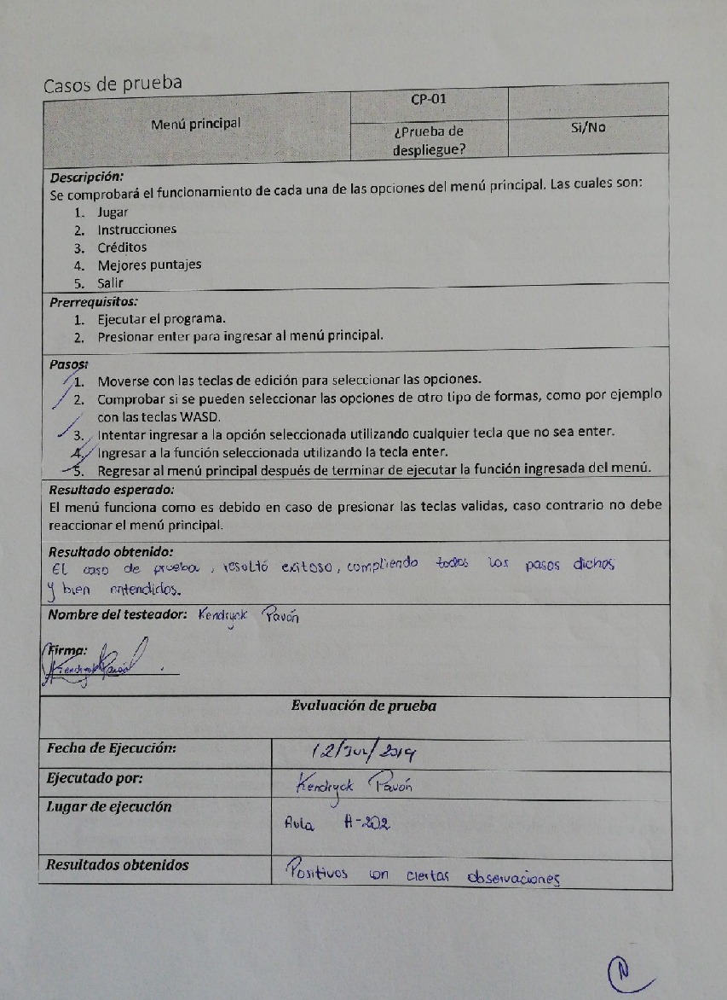 Casos de prueba
Menú principal
CP-01
¿Prueba de
despliegue?
Si/No
Descripción:
Se comprobará el funcionamiento de cada una de las opciones del menú principal. Las cuales son:
1. Jugar
2. Instrucciones
3. Créditos
4. Mejores puntajes
5. Salir
Prerrequisitos:
1. Ejecutar el programa.
2. Presionar enter para ingresar al menú principal.
Pasos:
1. Moverse con las teclas de edición para seleccionar las opciones.
2. Comprobar si se pueden seleccionar las opciones de otro tipo de formas, como por ejemplo
con las teclas WASD.
3. Intentar ingresar a la opción seleccionada utilizando cualquier tecla que no sea enter.
4. Ingresar a la función seleccionada utilizando la tecla enter.
5. Regresar al menú principal después de terminar de ejecutar la función ingresada del menú.
Resultado esperado:
El menú funciona como es debido en caso de presionar las teclas validas, caso contrario no debe
reaccionar el menú principal.
Resultado obtenido:
El caso de prueba, resultó exitoso, compliendo todos los pasos dichos
y bien entendidos.
Nombre del testeador: Kendryck Pavón
Firma:
Kendryck Pavón
Evaluación de prueba
Fecha de Ejecución: 12/Jul/2019
Ejecutado por: Kendryck Pavón
Lugar de ejecución Aula A-202
Resultados obtenidos Positivos con ciertas observaciones
N